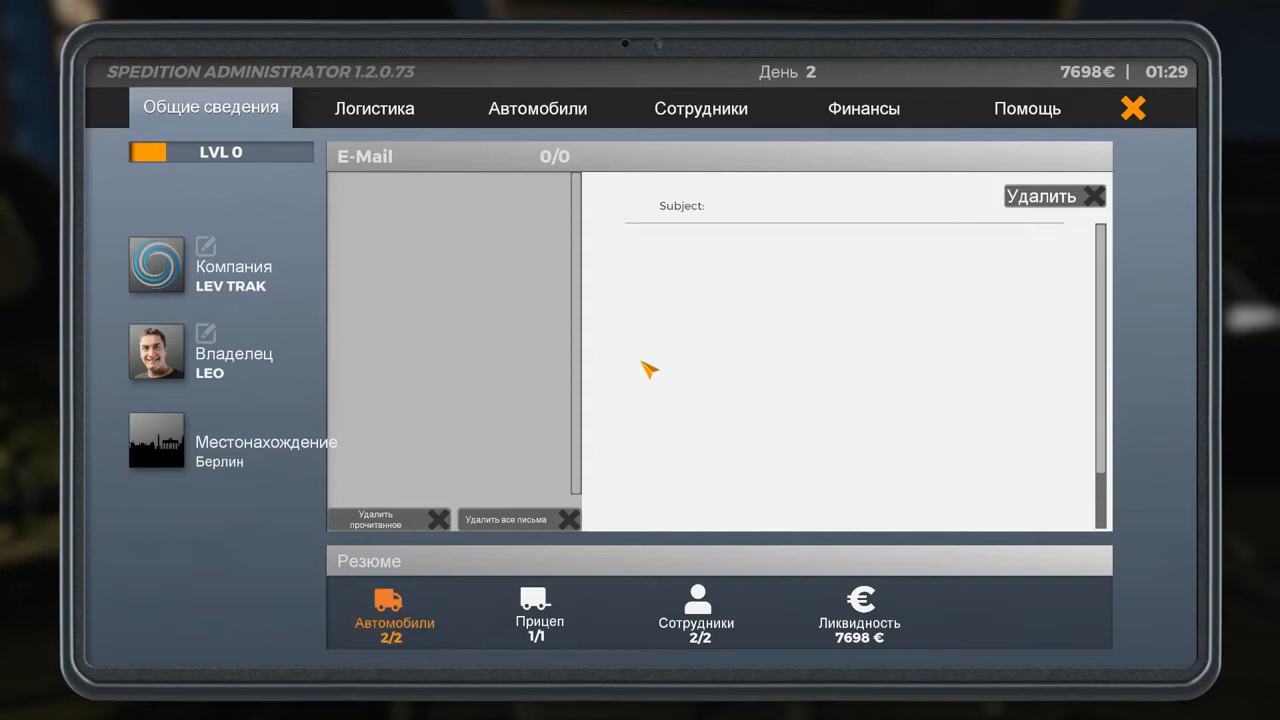 SPEDITION ADMINISTRATOR 1.2.0.73
День 2
7698€ | 01:29
Общие сведения
Логистика
Автомобили
Сотрудники
Финансы
Помощь
LVL 0
Компания
LEV TRAK
Владелец
LEO
Местонахождение
Берлин
E-Mail 0/0
Subject:
Удалить
Удалить
прочитанное
Удалить все письма
Резюме
Автомобили
2/2
Прицеп
1/1
Сотрудники
2/2
Ликвидность
7698 €